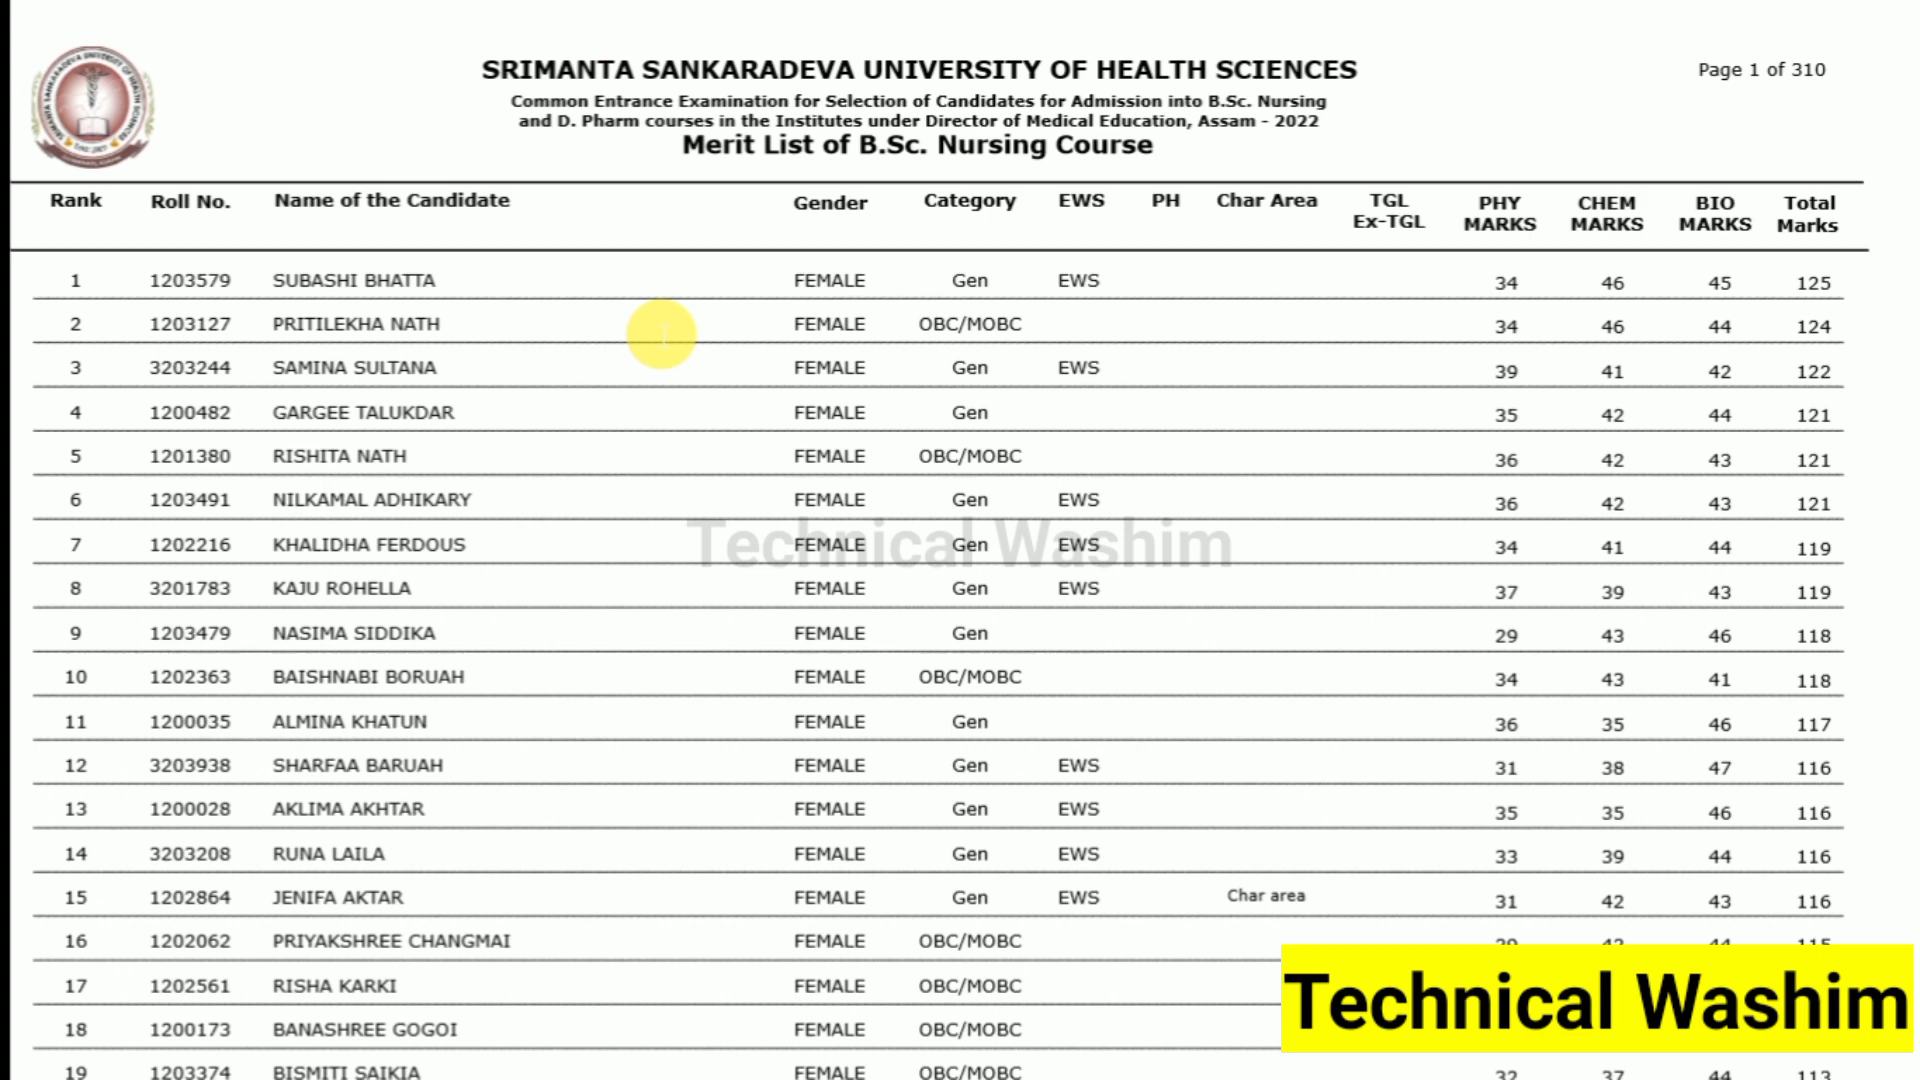 SRIMANTA SANKARADEVA UNIVERSITY OF HEALTH SCIENCES
Page 1 of 310
Common Entrance Examination for Selection of Candidates for Admission into B.Sc. Nursing
and D. Pharm courses in the Institutes under Director of Medical Education, Assam - 2022
Merit List of B.Sc. Nursing Course
Rank Roll No. Name of the Candidate Gender Category EWS PH Char Area TGL Ex-TGL PHY MARKS CHEM MARKS BIO MARKS Total Marks
1 1203579 SUBASHI BHATTA FEMALE Gen EWS 34 46 45 125
2 1203127 PRITILEKHA NATH FEMALE OBC/MOBC 34 46 44 124
3 3203244 SAMINA SULTANA FEMALE Gen EWS 39 41 42 122
4 1200482 GARGEE TALUKDAR FEMALE Gen 35 42 44 121
5 1201380 RISHITA NATH FEMALE OBC/MOBC 36 42 43 121
6 1203491 NILKAMAL ADHIKARY FEMALE Gen EWS 36 42 43 121
Technical Washim
7 1202216 KHALIDHA FERDOUS FEMALE Gen EWS 34 41 44 119
8 3201783 KAJU ROHELLA FEMALE Gen EWS 37 39 43 119
9 1203479 NASIMA SIDDIKA FEMALE Gen 29 43 46 118
10 1202363 BAISHNABI BORUAH FEMALE OBC/MOBC 34 43 41 118
11 1200035 ALMINA KHATUN FEMALE Gen 36 35 46 117
12 3203938 SHARFAA BARUAH FEMALE Gen EWS 31 38 47 116
13 1200028 AKLIMA AKHTAR FEMALE Gen EWS 35 35 46 116
14 3203208 RUNA LAILA FEMALE Gen EWS 33 39 44 116
15 1202864 JENIFA AKTAR FEMALE Gen EWS Char area 31 42 43 116
16 1202062 PRIYAKSHREE CHANGMAI FEMALE OBC/MOBC
17 1202561 RISHA KARKI FEMALE OBC/MOBC
18 1200173 BANASHREE GOGOI FEMALE OBC/MOBC
Technical Washim
19 1203374 BISMITI SAIKIA FEMALE OBC/MOBC 32 37 44 113